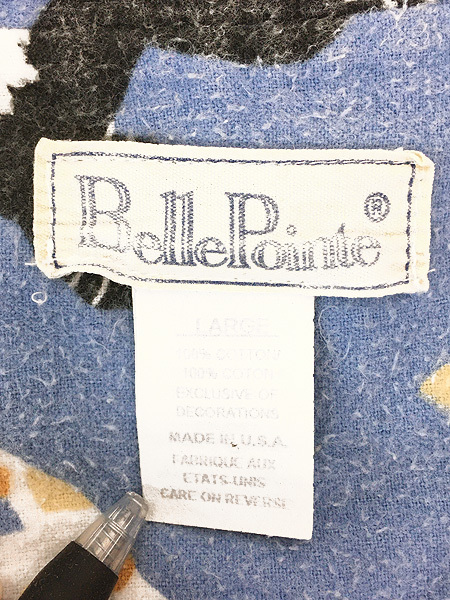 BellePointe®
LARGE
100% COTTON/
100% COTON
EXCLUSIVE OF
DECORATIONS
MADE IN U.S.A.
FABRIQUE AUX
ETATS-UNIS
CARE ON REVERSE